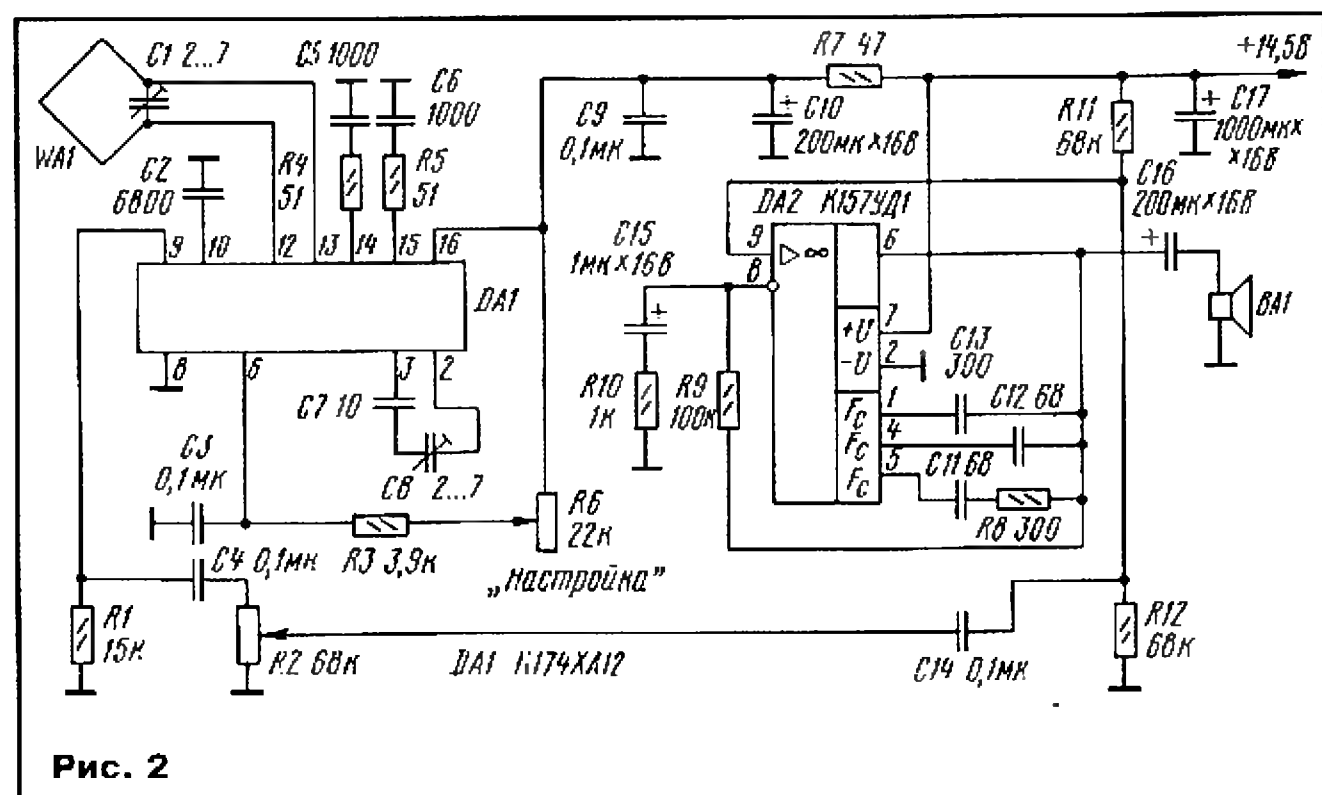 C1 2...7
C5 1000
R7 47
+14,5В
C6
1000
WA1
C2
6800
R4
51
R5
51
C9
0,1мк
C10
200мк×16В
R11
68к
C17
1000мк×
×16В
C16
200мк×16В
9
10
12
13
14
15
16
DA1
C15
1мк×16В
DA2 К157УД1
9
8
▷∞
6
7
+U
-U
2
BA1
8
6
3
2
C7 10
C8 2...7
R10
1к
R9
100к
C13
300
1
C12 68
Fc
4
Fc
5
Fc
C11 68
R8 300
C3
0,1мк
R6
22к
C4 0,1мк
R3 3,9к
„Настройка”
R1
15к
R2 68к
DA1 К174ХА12
C14 0,1мк
R12
68к
Рис. 2